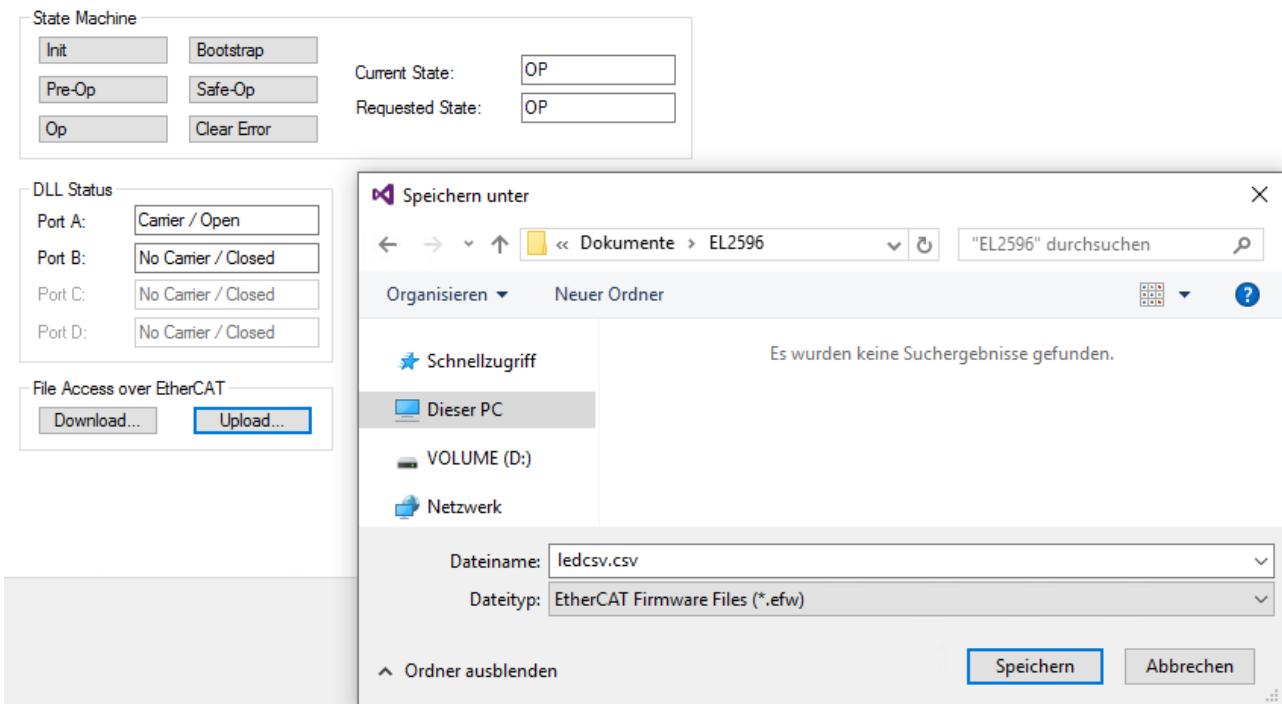 State Machine
Init
Bootstrap
Pre-Op
Safe-Op
Op
Clear Error
Current State:
OP
Requested State:
OP
DLL Status
Port A:
Carrier / Open
Port B:
No Carrier / Closed
Port C:
No Carrier / Closed
Port D:
No Carrier / Closed
File Access over EtherCAT
Download...
Upload...
Speichern unter
« Dokumente > EL2596
"EL2596" durchsuchen
Organisieren
Neuer Ordner
?
Schnellzugriff
Dieser PC
VOLUME (D:)
Netzwerk
Es wurden keine Suchergebnisse gefunden.
Dateiname: ledcsv.csv
Dateityp: EtherCAT Firmware Files (*.efw)
Ordner ausblenden
Speichern
Abbrechen